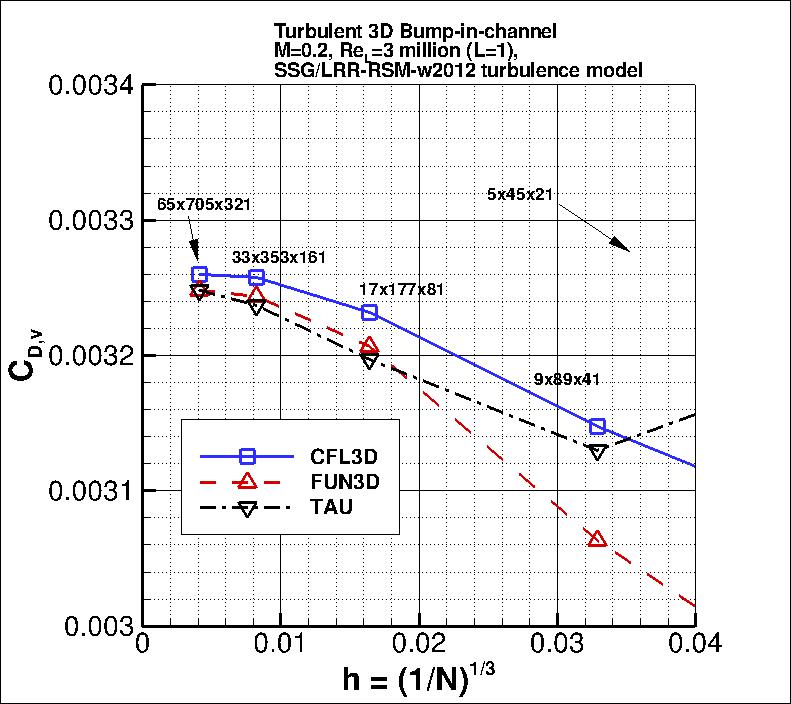 Turbulent 3D Bump-in-channel
M=0.2, Re_L=3 million (L=1),
SSG/LRR-RSM-w2012 turbulence model
0.0034
0.0033
0.0032
0.0031
0.003
C_D,v
65x705x321
33x353x161
17x177x81
9x89x41
5x45x21
CFL3D
FUN3D
TAU
0
0.01
0.02
0.03
0.04
h = (1/N)^1/3